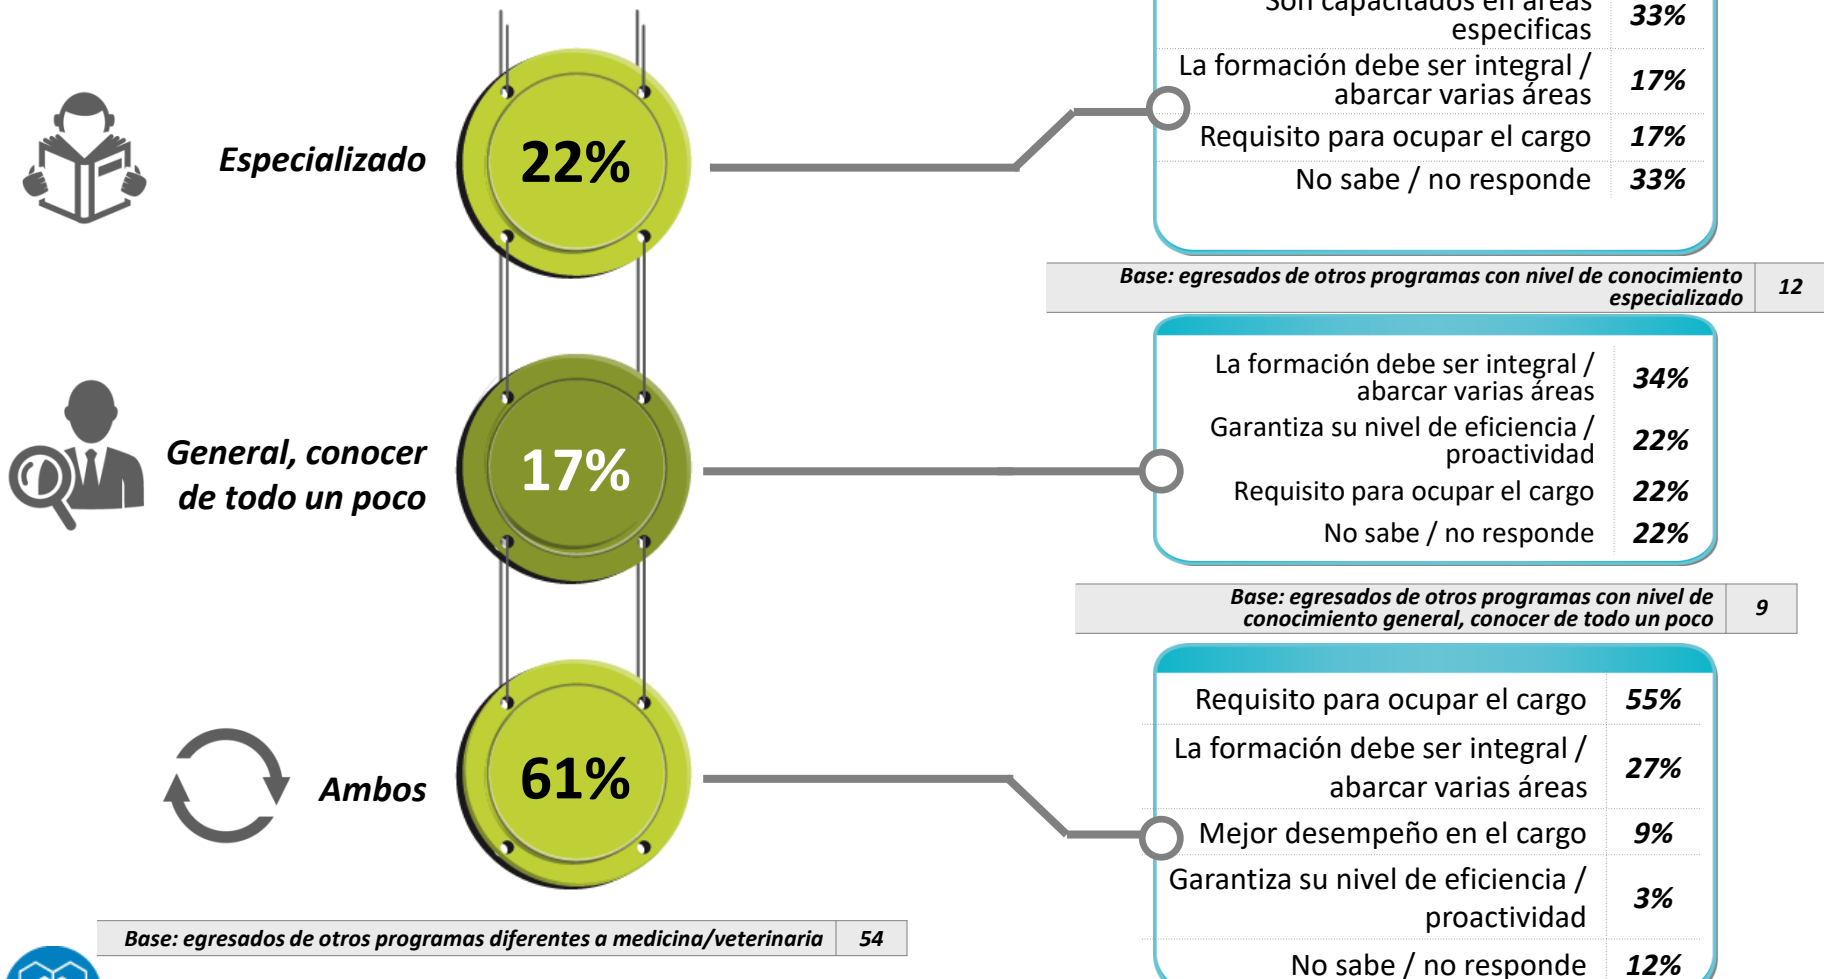 Son capacitados en áreas
especificas
33%
La formación debe ser integral /
abarcar varias áreas
17%
Requisito para ocupar el cargo
17%
No sabe / no responde
33%
Especializado
22%
Base: egresados de otros programas con nivel de conocimiento
especializado
12
La formación debe ser integral /
abarcar varias áreas
34%
Garantiza su nivel de eficiencia /
proactividad
22%
Requisito para ocupar el cargo
22%
No sabe / no responde
22%
General, conocer
de todo un poco
17%
Base: egresados de otros programas con nivel de
conocimiento general, conocer de todo un poco
9
Requisito para ocupar el cargo
55%
La formación debe ser integral /
abarcar varias áreas
27%
Mejor desempeño en el cargo
9%
Garantiza su nivel de eficiencia /
proactividad
3%
No sabe / no responde
12%
Ambos
61%
Base: egresados de otros programas diferentes a medicina/veterinaria
54